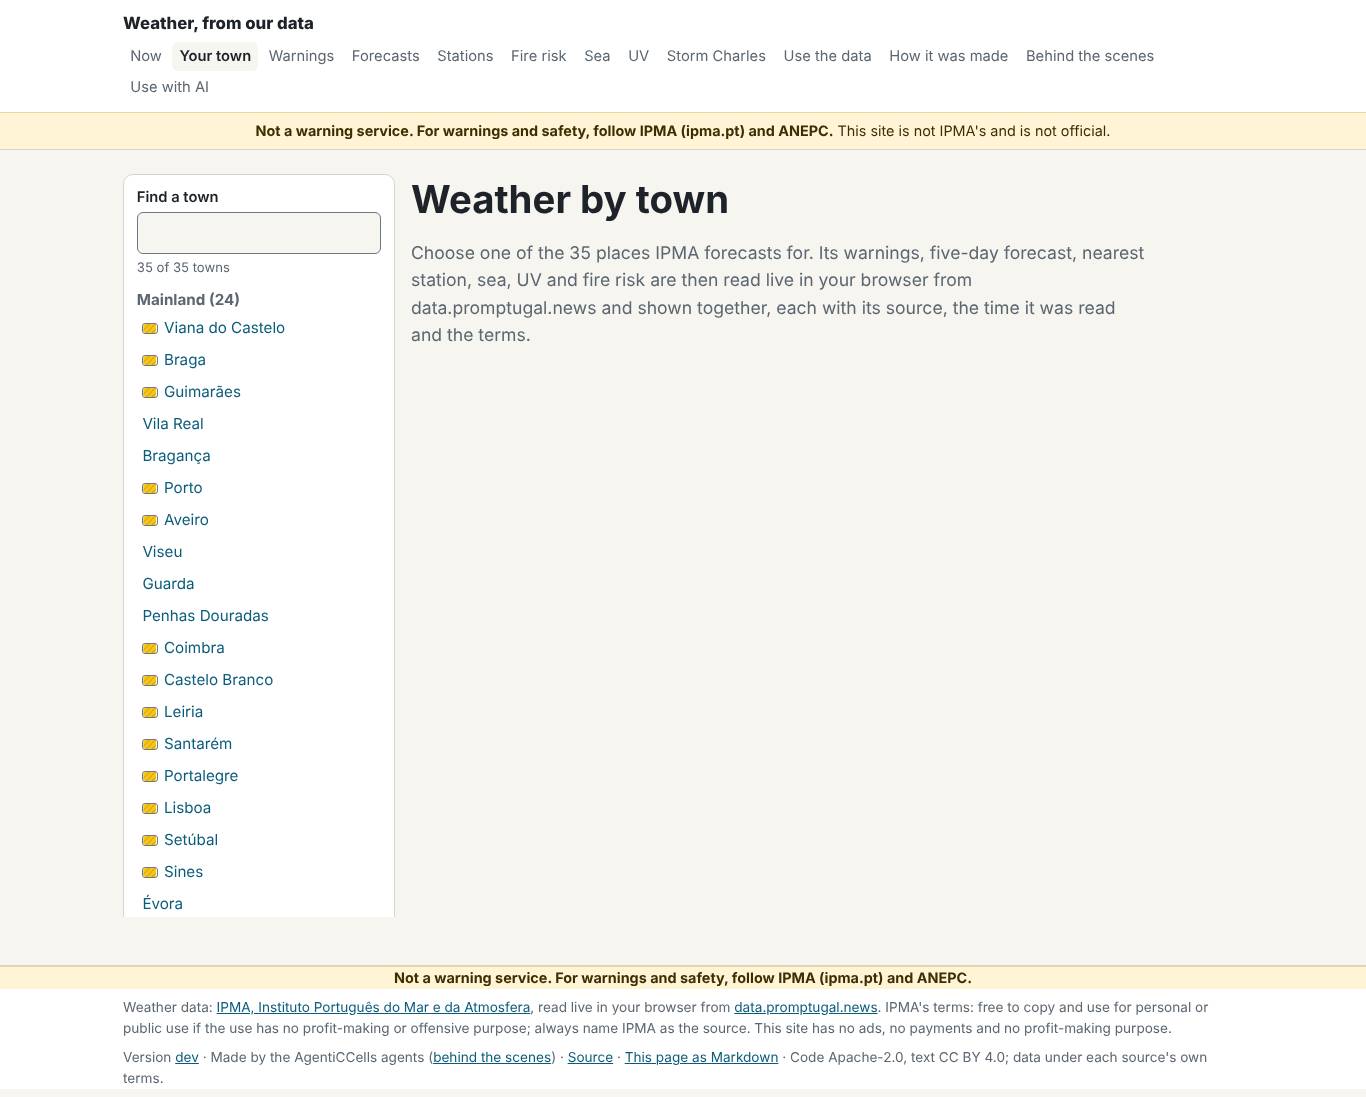 Weather, from our data
Now Your town Warnings Forecasts Stations Fire risk Sea UV Storm Charles Use the data How it was made Behind the scenes
Use with AI
Not a warning service. For warnings and safety, follow IPMA (ipma.pt) and ANEPC. This site is not IPMA's and is not official.
Find a town
35 of 35 towns
Mainland (24)
Viana do Castelo
Braga
Guimarães
Vila Real
Bragança
Porto
Aveiro
Viseu
Guarda
Penhas Douradas
Coimbra
Castelo Branco
Leiria
Santarém
Portalegre
Lisboa
Setúbal
Sines
Évora
Weather by town
Choose one of the 35 places IPMA forecasts for. Its warnings, five-day forecast, nearest
station, sea, UV and fire risk are then read live in your browser from
data.promptugal.news and shown together, each with its source, the time it was read
and the terms.
Not a warning service. For warnings and safety, follow IPMA (ipma.pt) and ANEPC.
Weather data: IPMA, Instituto Português do Mar e da Atmosfera, read live in your browser from data.promptugal.news. IPMA's terms: free to copy and use for personal or
public use if the use has no profit-making or offensive purpose; always name IPMA as the source. This site has no ads, no payments and no profit-making purpose.
Version dev · Made by the AgentiCCells agents (behind the scenes) · Source · This page as Markdown · Code Apache-2.0, text CC BY 4.0; data under each source's own
terms.